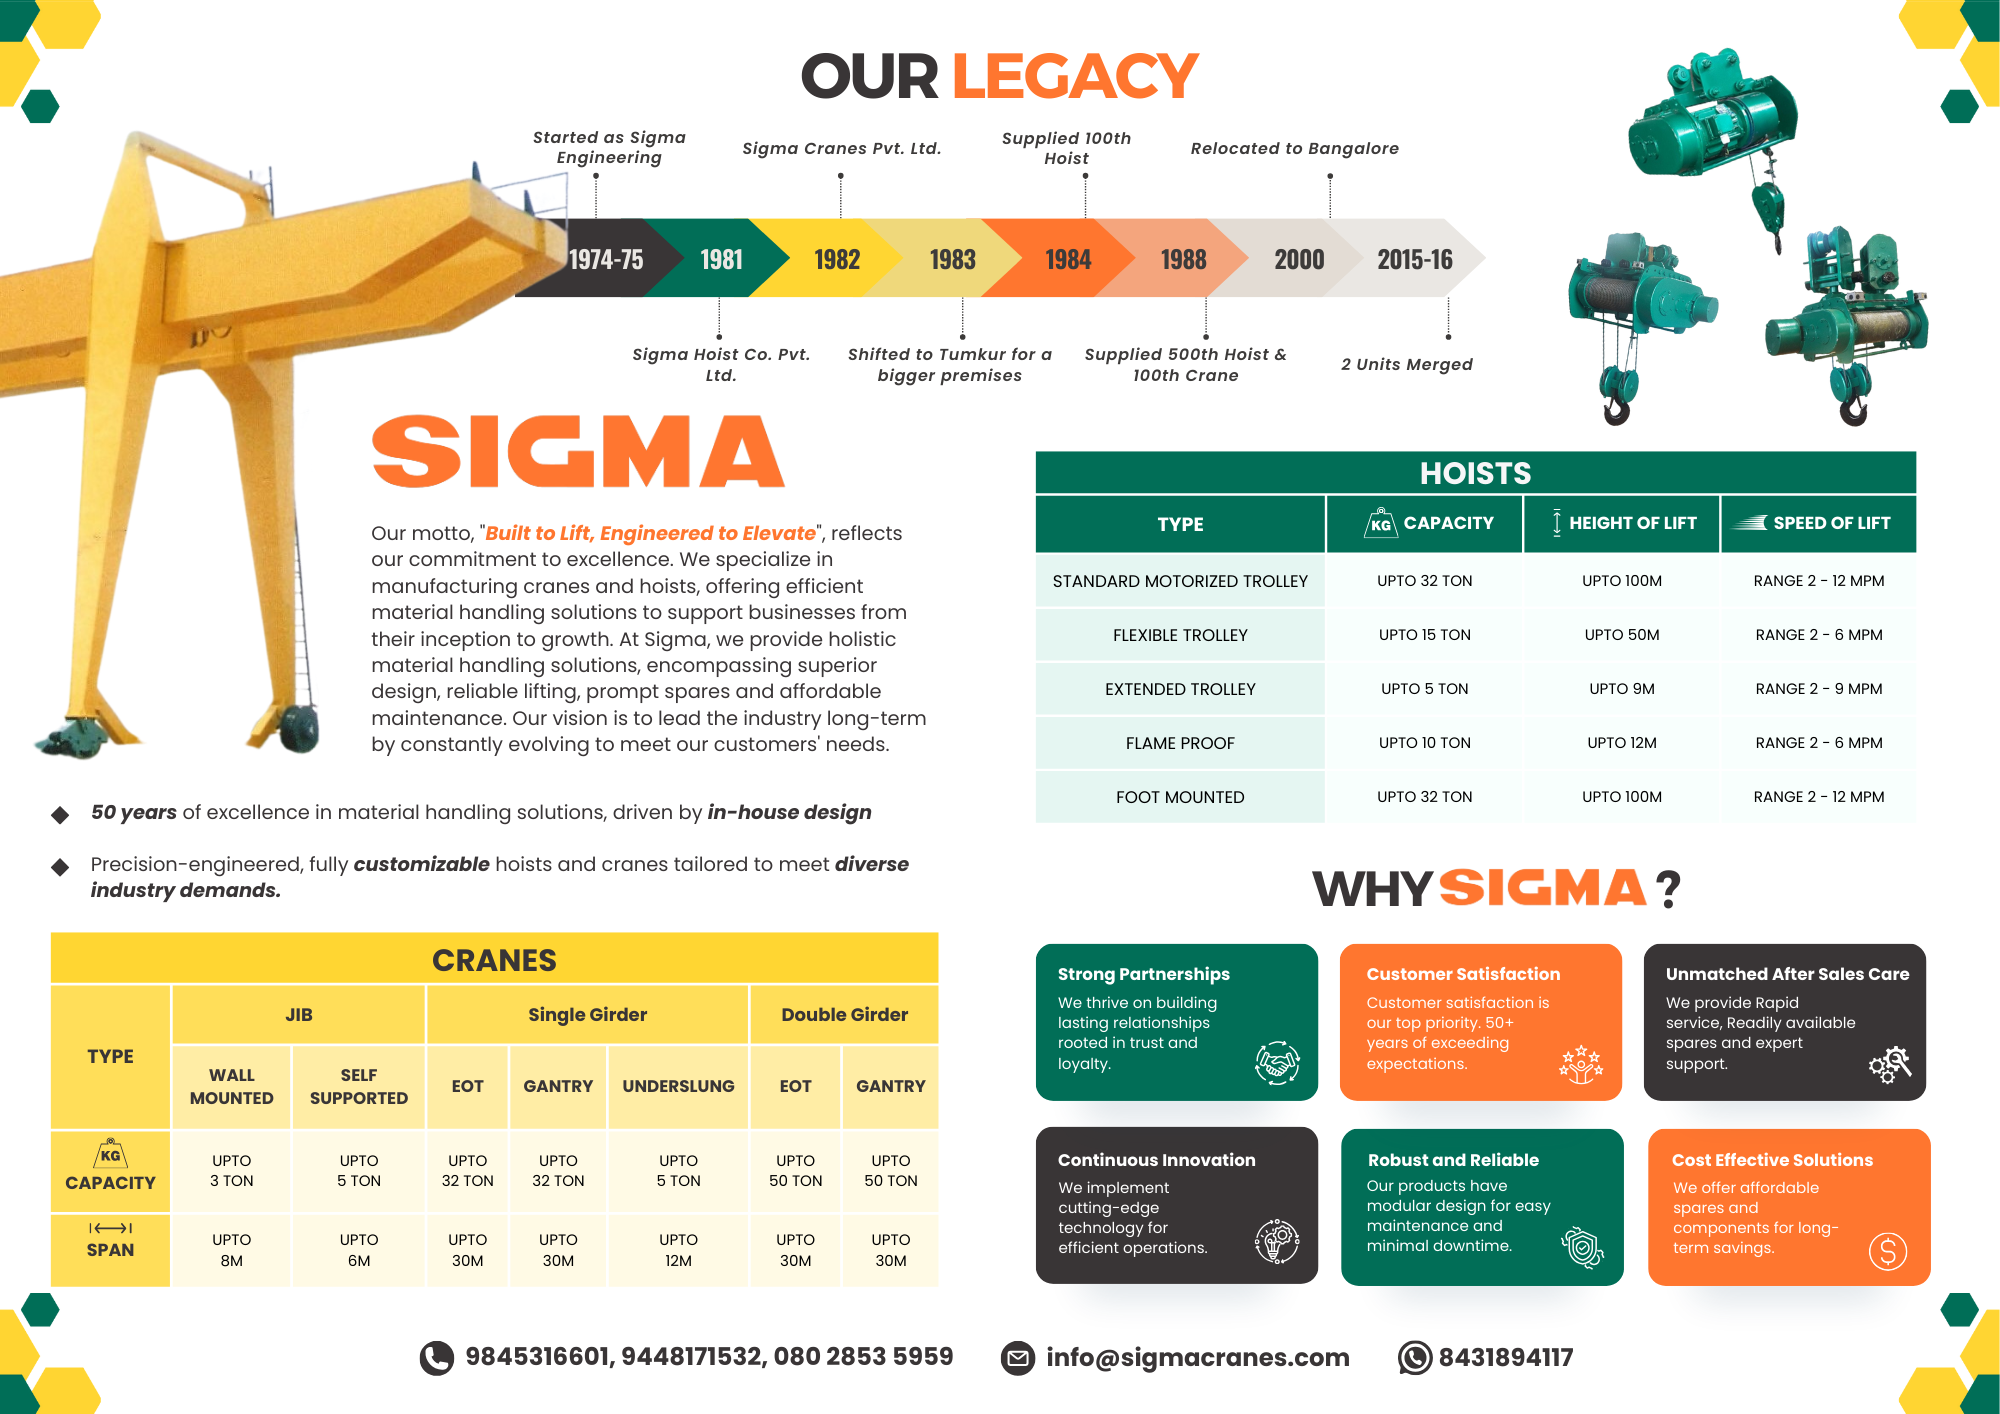 OUR LEGACY
Started as Sigma
Engineering
Sigma Cranes Pvt. Ltd.
Supplied 100th
Hoist
Relocated to Bangalore
1974-75
1981
1982
1983
1984
1988
2000
2015-16
Sigma Hoist Co. Pvt.
Ltd.
Shifted to Tumkur for a
bigger premises
Supplied 500th Hoist &
100th Crane
2 Units Merged
SIGMA
Our motto, "Built to Lift, Engineered to Elevate", reflects
our commitment to excellence. We specialize in
manufacturing cranes and hoists, offering efficient
material handling solutions to support businesses from
their inception to growth. At Sigma, we provide holistic
material handling solutions, encompassing superior
design, reliable lifting, prompt spares and affordable
maintenance. Our vision is to lead the industry long-term
by constantly evolving to meet our customers' needs.
50 years of excellence in material handling solutions, driven by in-house design
Precision-engineered, fully customizable hoists and cranes tailored to meet diverse
industry demands.
CRANES
TYPE
JIB
Single Girder
Double Girder
WALL
MOUNTED
SELF
SUPPORTED
EOT
GANTRY
UNDERSLUNG
EOT
GANTRY
KG
CAPACITY
UPTO
3 TON
UPTO
5 TON
UPTO
32 TON
UPTO
32 TON
UPTO
5 TON
UPTO
50 TON
UPTO
50 TON
SPAN
UPTO
8M
UPTO
6M
UPTO
30M
UPTO
30M
UPTO
12M
UPTO
30M
UPTO
30M
HOISTS
TYPE
KG CAPACITY
HEIGHT OF LIFT
SPEED OF LIFT
STANDARD MOTORIZED TROLLEY
UPTO 32 TON
UPTO 100M
RANGE 2 - 12 MPM
FLEXIBLE TROLLEY
UPTO 15 TON
UPTO 50M
RANGE 2 - 6 MPM
EXTENDED TROLLEY
UPTO 5 TON
UPTO 9M
RANGE 2 - 9 MPM
FLAME PROOF
UPTO 10 TON
UPTO 12M
RANGE 2 - 6 MPM
FOOT MOUNTED
UPTO 32 TON
UPTO 100M
RANGE 2 - 12 MPM
WHY SIGMA ?
Strong Partnerships
We thrive on building
lasting relationships
rooted in trust and
loyalty.
Customer Satisfaction
Customer satisfaction is
our top priority. 50+
years of exceeding
expectations.
Unmatched After Sales Care
We provide Rapid
service, Readily available
spares and expert
support.
Continuous Innovation
We implement
cutting-edge
technology for
efficient operations.
Robust and Reliable
Our products have
modular design for easy
maintenance and
minimal downtime.
Cost Effective Solutions
We offer affordable
spares and
components for long-
term savings.
$
9845316601, 9448171532, 080 2853 5959
info@sigmacranes.com
8431894117